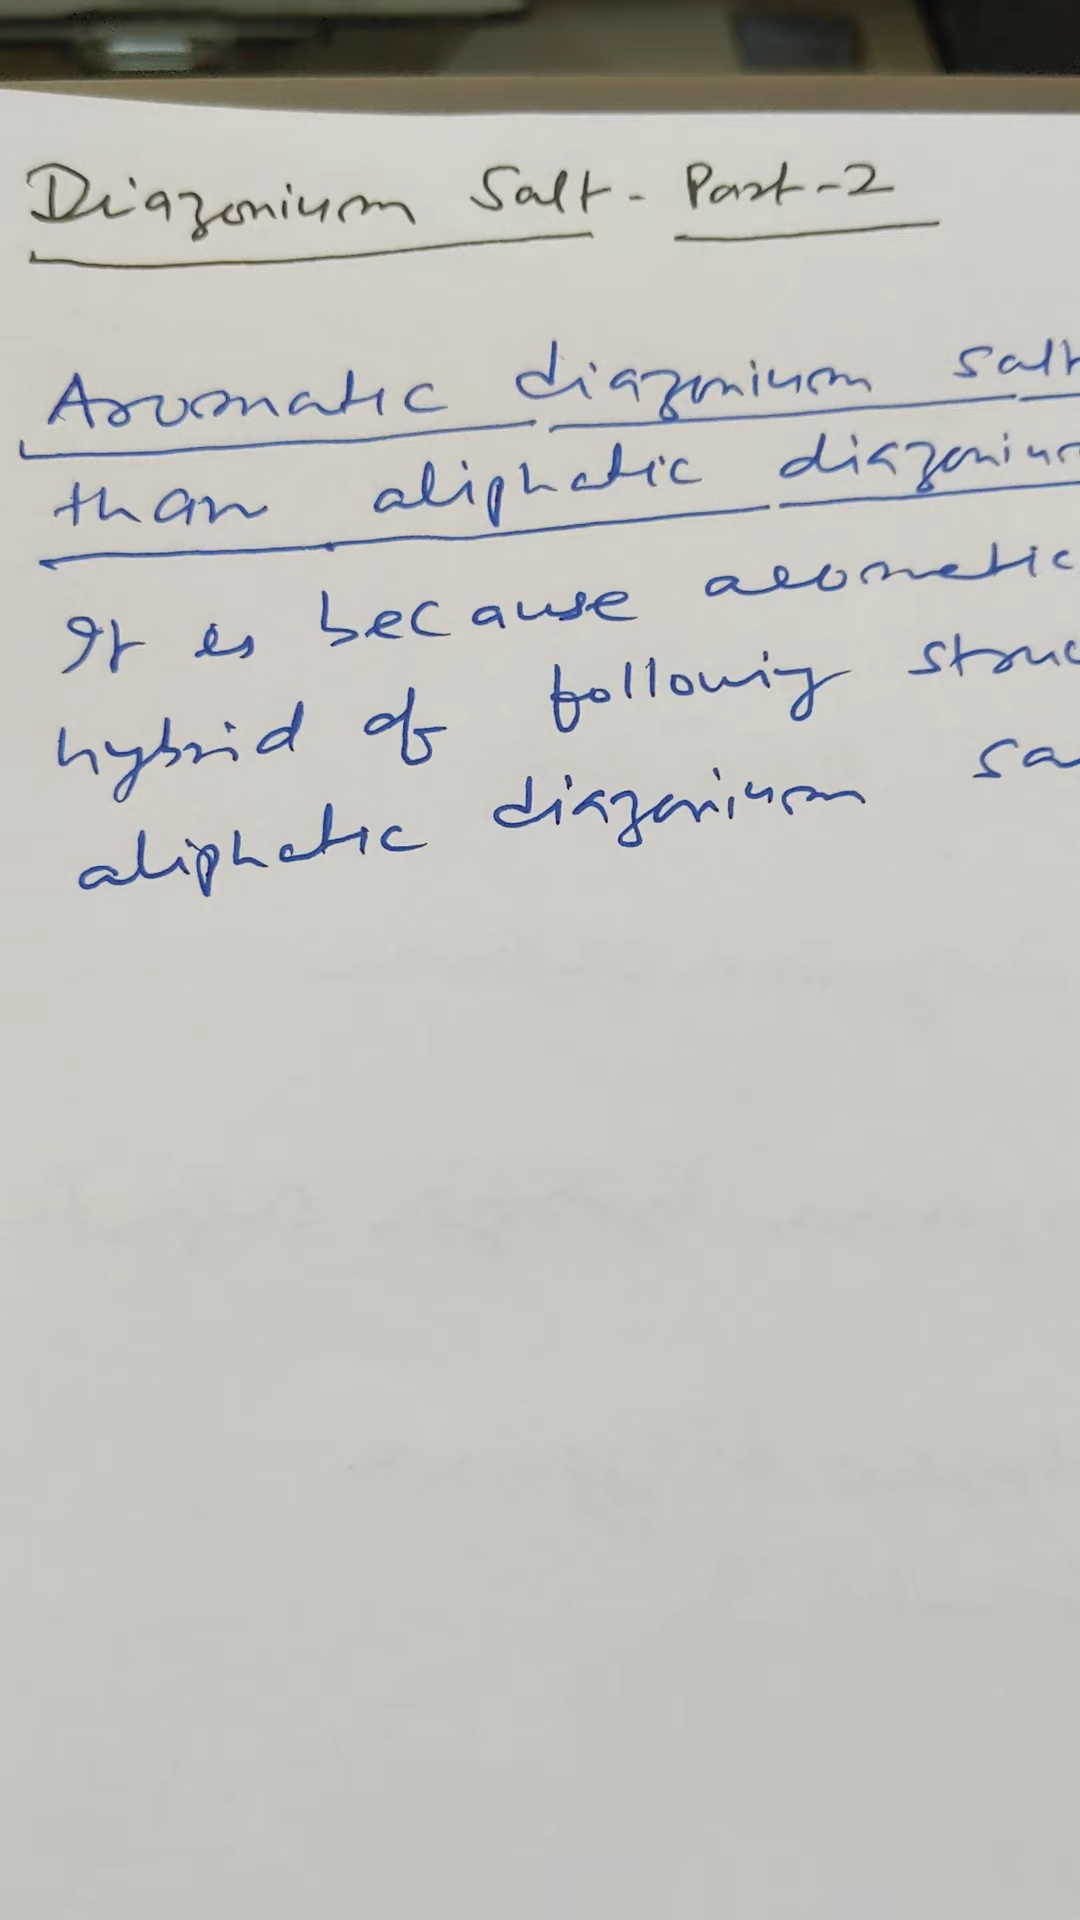 Diazonium Salt - Part-2
Aromatic diazonium salt
than aliphatic diazonium
It is because aromatic
hybrid of following struc
aliphatic diazonium sa